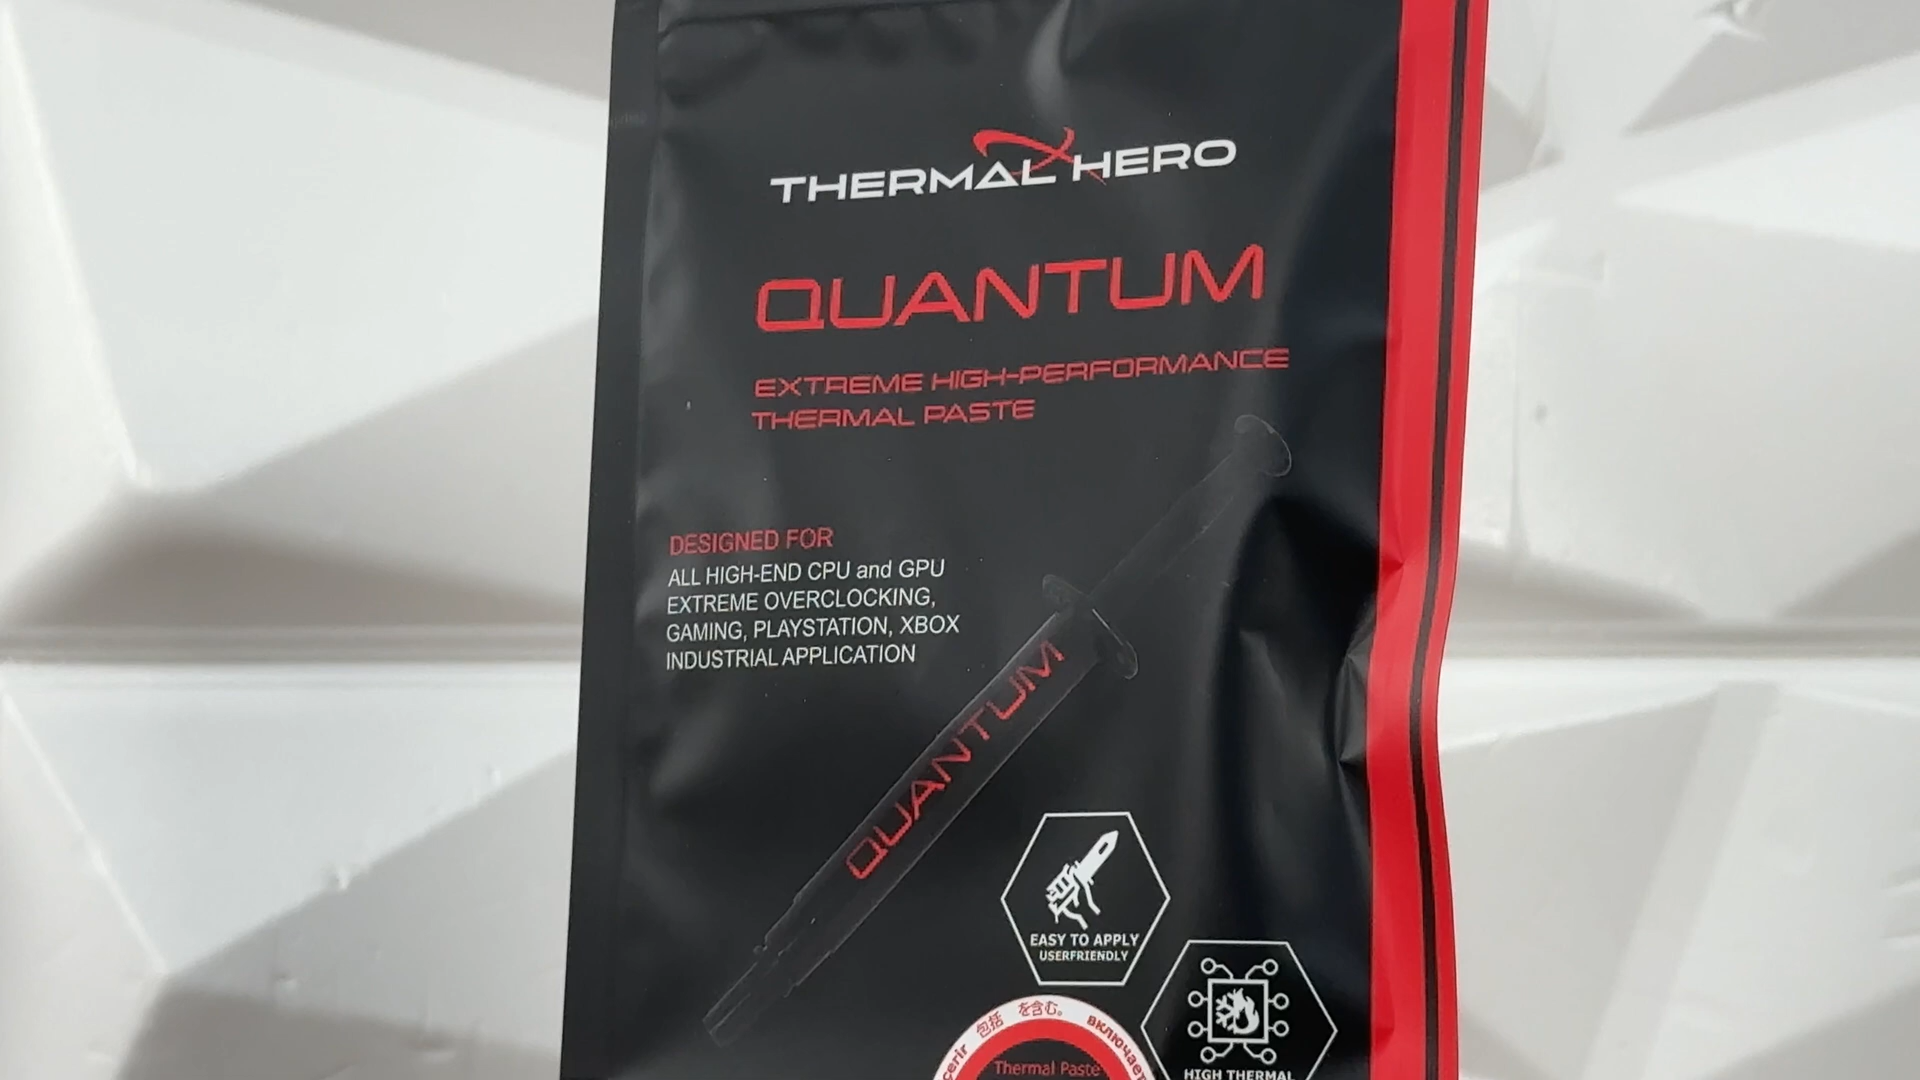 THERMAL HERO
QUANTUM
EXTREME HIGH-PERFORMANCE
THERMAL PASTE
DESIGNED FOR
ALL HIGH-END CPU and GPU
EXTREME OVERCLOCKING,
GAMING, PLAYSTATION, XBOX
INDUSTRIAL APPLICATION
QUANTUM
EASY TO APPLY
USERFRIENDLY
包括 を含む。 включает
Thermal Paste
HIGH THERMAL